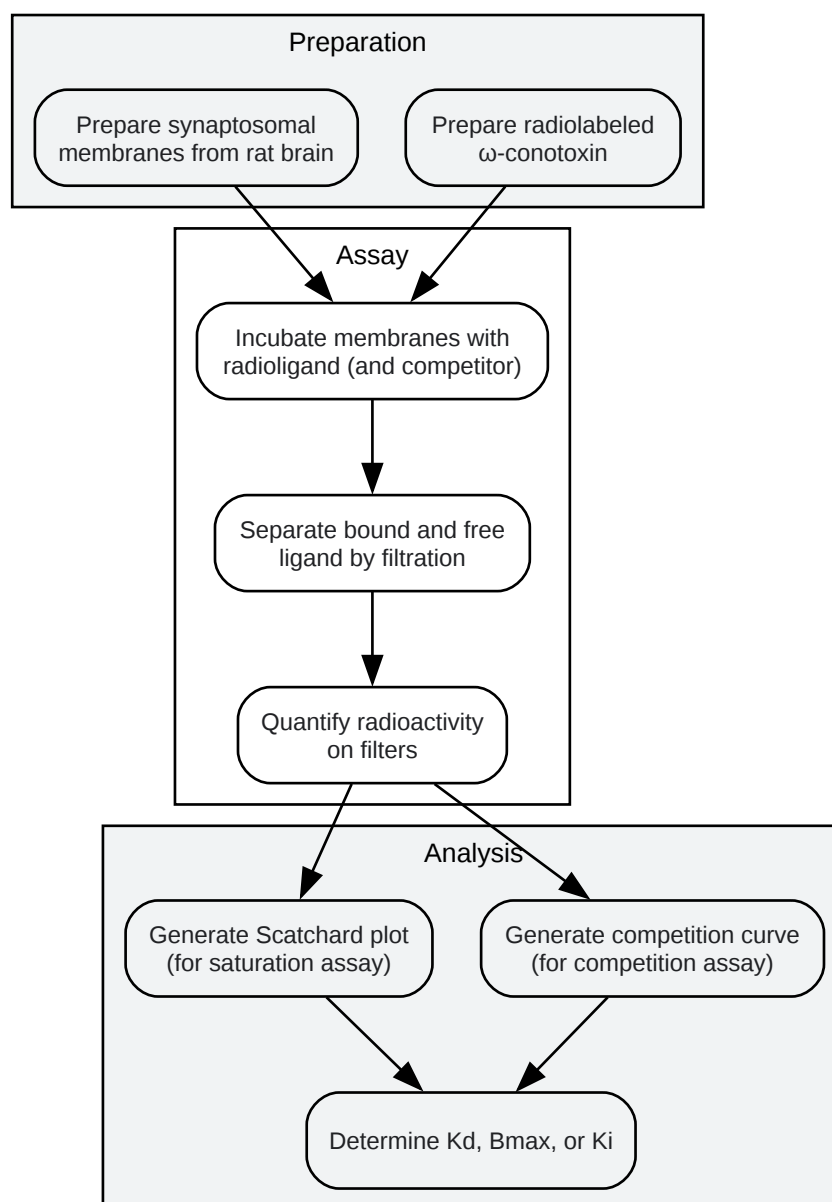 Preparation
Prepare synaptosomal
membranes from rat brain
Prepare radiolabeled
ω-conotoxin
Assay
Incubate membranes with
radioligand (and competitor)
Separate bound and free
ligand by filtration
Quantify radioactivity
on filters
Analysis
Generate Scatchard plot
(for saturation assay)
Generate competition curve
(for competition assay)
Determine Kd, Bmax, or Ki